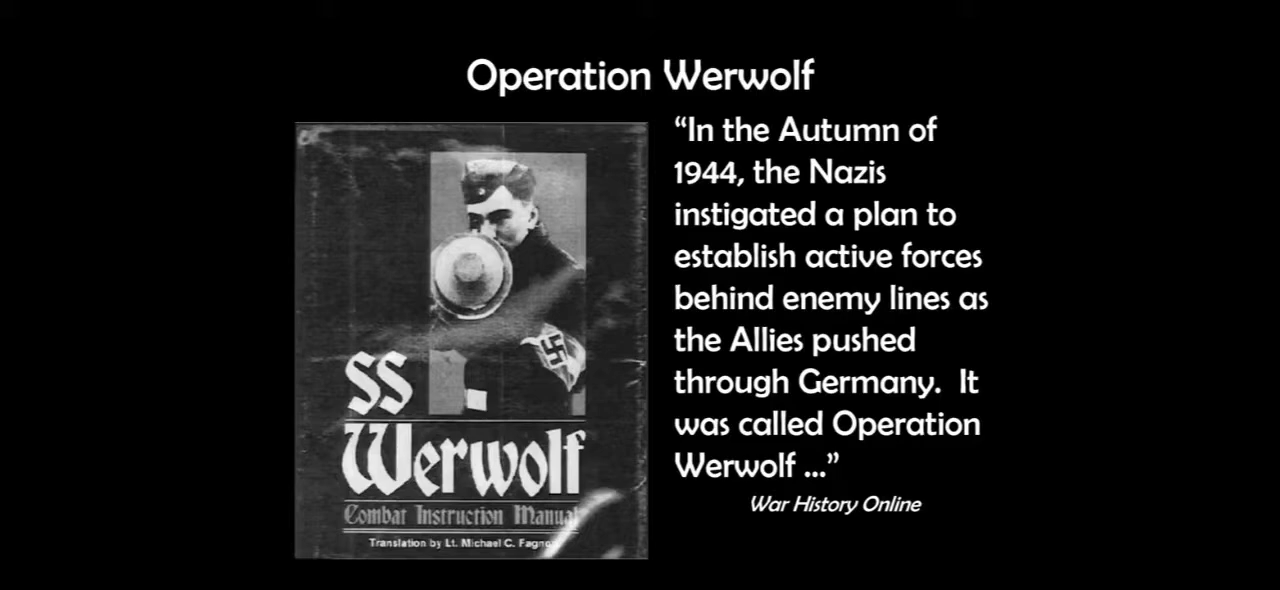 Operation Werwolf
“In the Autumn of
1944, the Nazis
instigated a plan to
establish active forces
behind enemy lines as
the Allies pushed
through Germany.  It
was called Operation
Werwolf ...”
War History Online
SS
Werwolf
Combat Instruction Manual
Translation by Lt. Michael C.